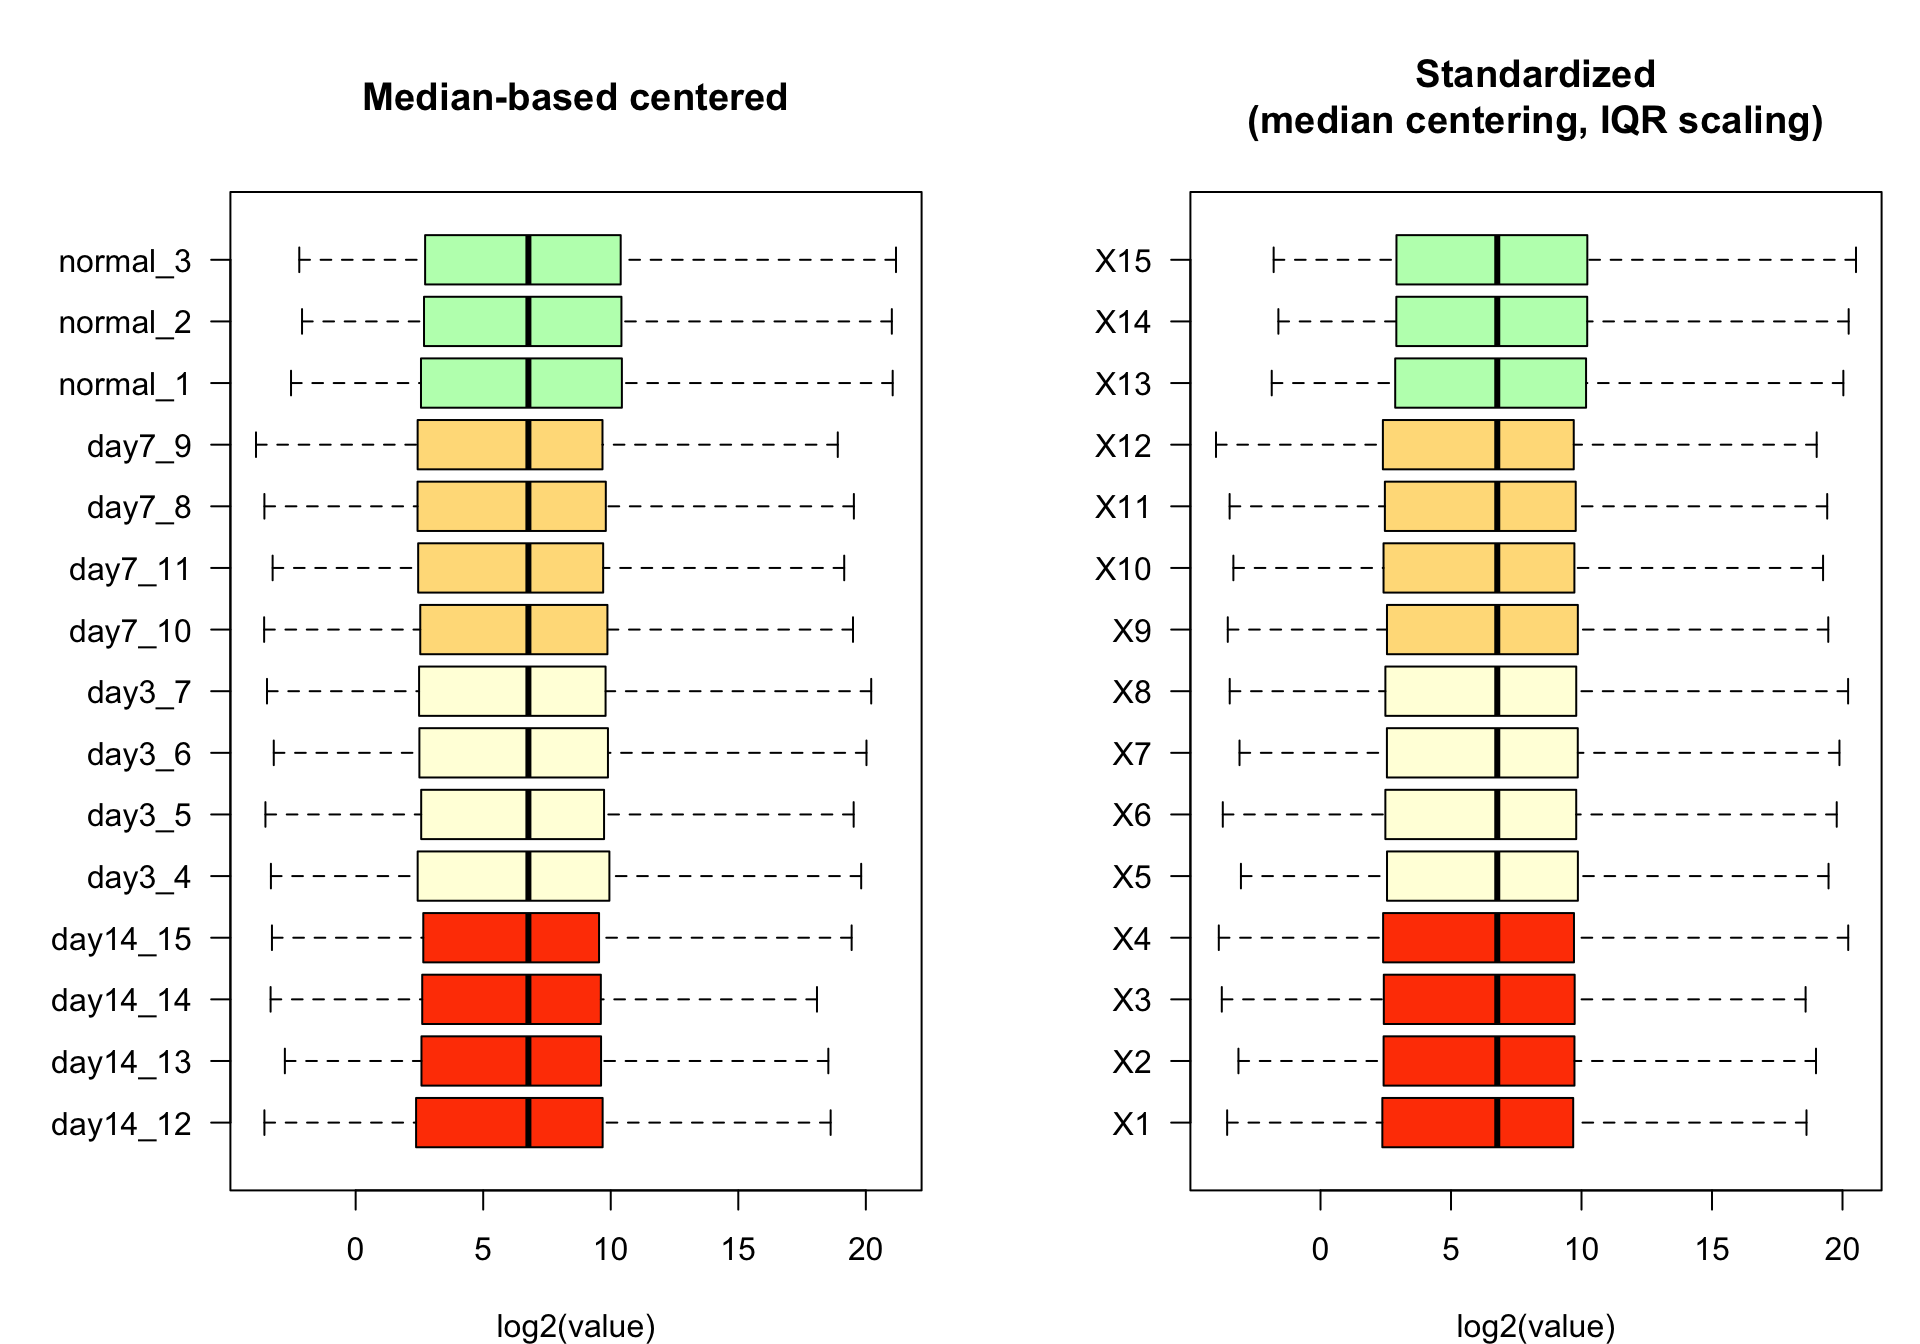 Median-based centered
normal_3
normal_2
normal_1
day7_9
day7_8
day7_11
day7_10
day3_7
day3_6
day3_5
day3_4
day14_15
day14_14
day14_13
day14_12
0 5 10 15 20
log2(value)
Standardized
(median centering, IQR scaling)
X15
X14
X13
X12
X11
X10
X9
X8
X7
X6
X5
X4
X3
X2
X1
0 5 10 15 20
log2(value)